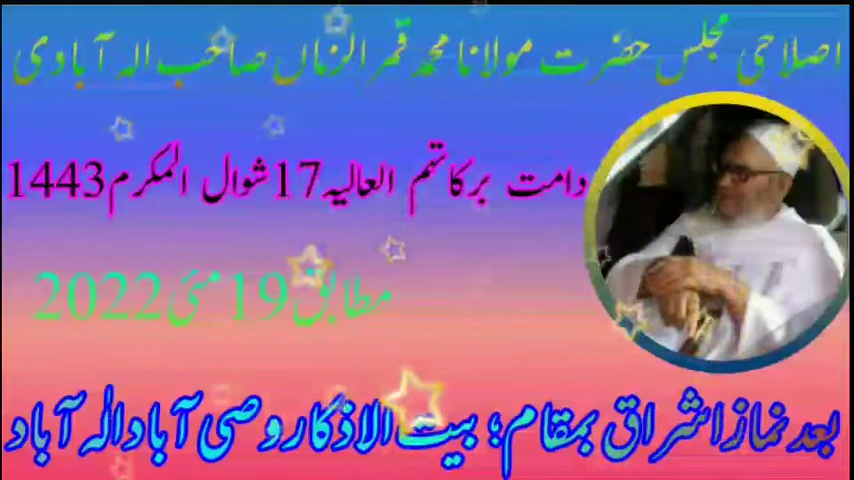 اصلاحی مجلس حضرت مولانا محمد قمر الزماں صاحب الہ آبادی
دامت برکاتہم العالیہ 17 شوال المکرم 1443
مطابق 19 مئی 2022
بعد نماز اشراق بمقام؛ بیت الاذکار وصی آباد الٰہ آباد